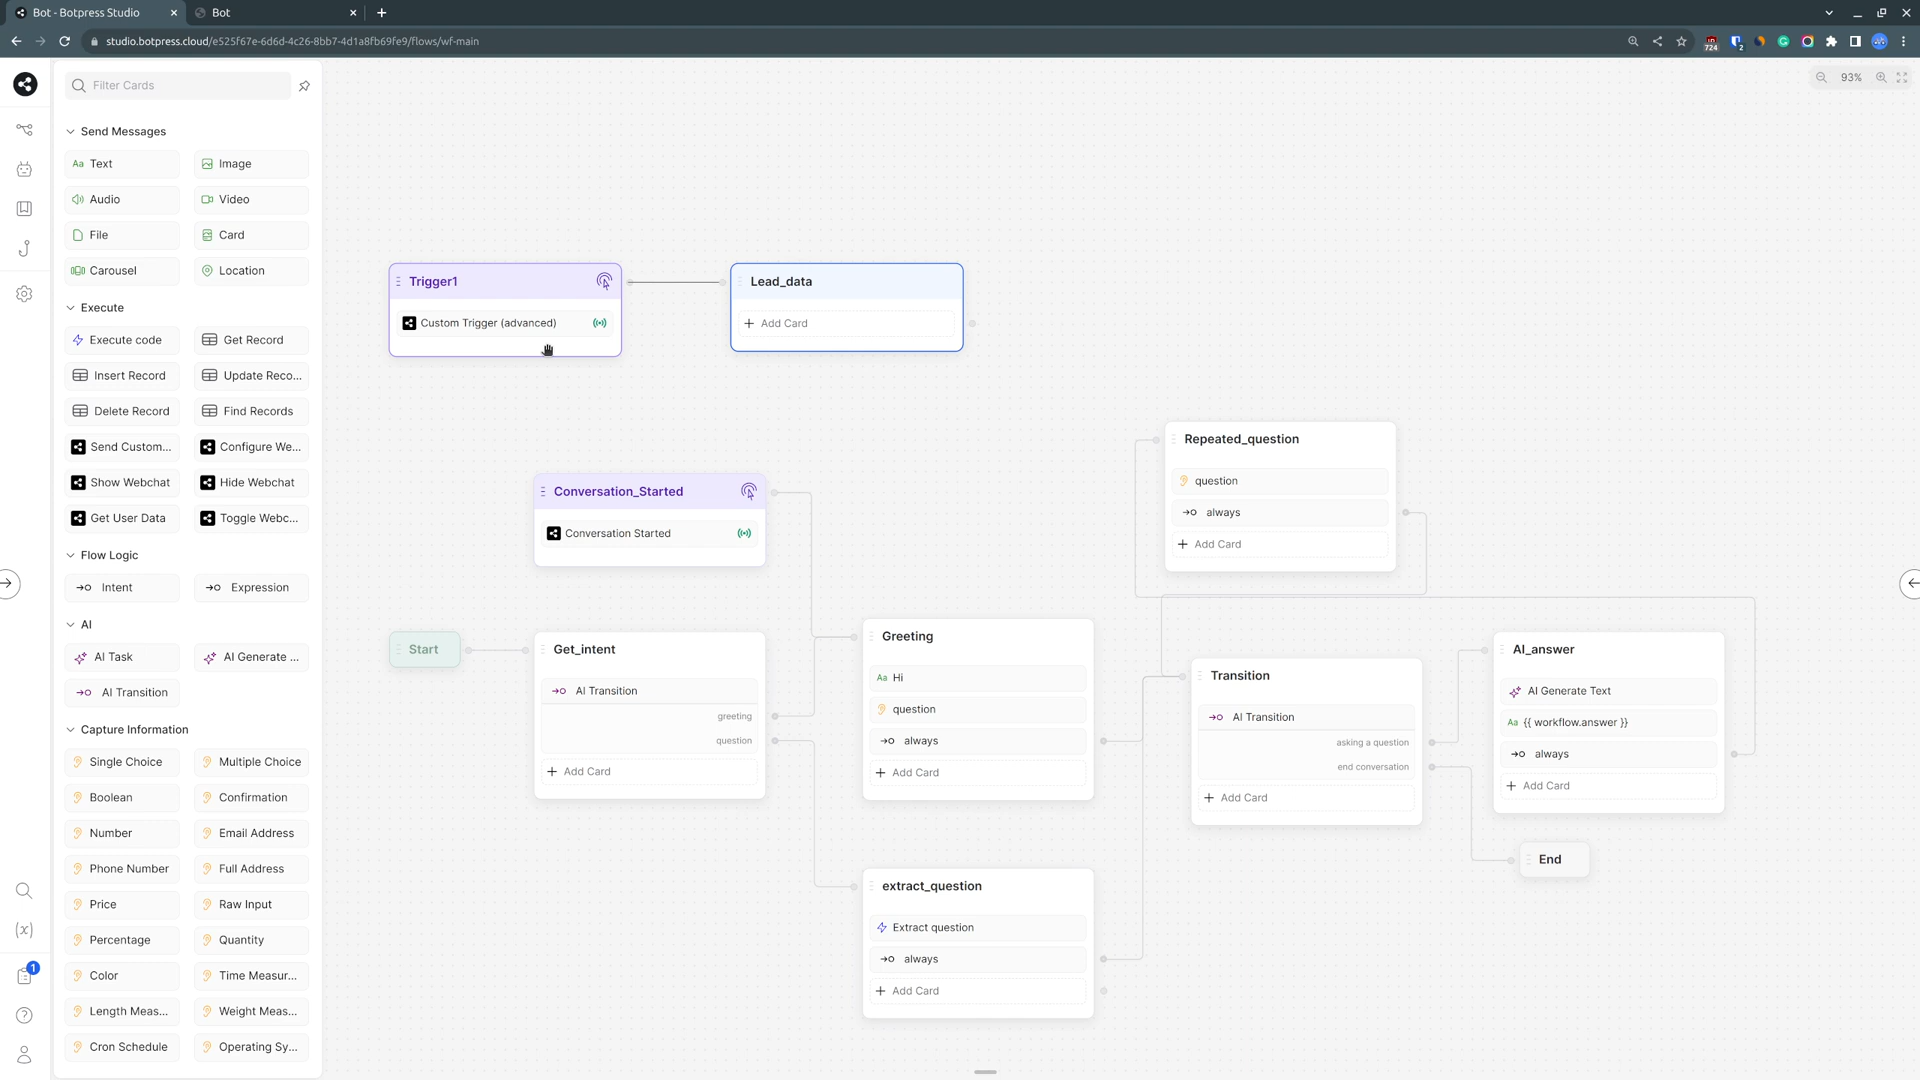 Bot - Botpress Studio
Bot
studio.botpress.cloud/e525f67e-6d6d-4c26-8bb7-4d1a8fb69fe9/flows/wf-main
724
2
Filter Cards
93%
Send Messages
Text
Image
Audio
Video
File
Card
Carousel
Location
Execute
Execute code
Get Record
Insert Record
Update Reco...
Delete Record
Find Records
Send Custom...
Configure We...
Show Webchat
Hide Webchat
Get User Data
Toggle Webc...
Flow Logic
Intent
Expression
AI
AI Task
AI Generate ...
AI Transition
Capture Information
Single Choice
Multiple Choice
Boolean
Confirmation
Number
Email Address
Phone Number
Full Address
Price
Raw Input
Percentage
Quantity
Color
Time Measur...
Length Meas...
Weight Meas...
Cron Schedule
Operating Sy...
1
Trigger1
Custom Trigger (advanced)
Lead_data
Add Card
Conversation_Started
Conversation Started
Repeated_question
question
always
Add Card
Start
Get_intent
AI Transition
greeting
question
Add Card
Greeting
Aa Hi
question
always
Add Card
Transition
AI Transition
asking a question
end conversation
Add Card
AI_answer
AI Generate Text
Aa {{ workflow.answer }}
always
Add Card
End
extract_question
Extract question
always
Add Card